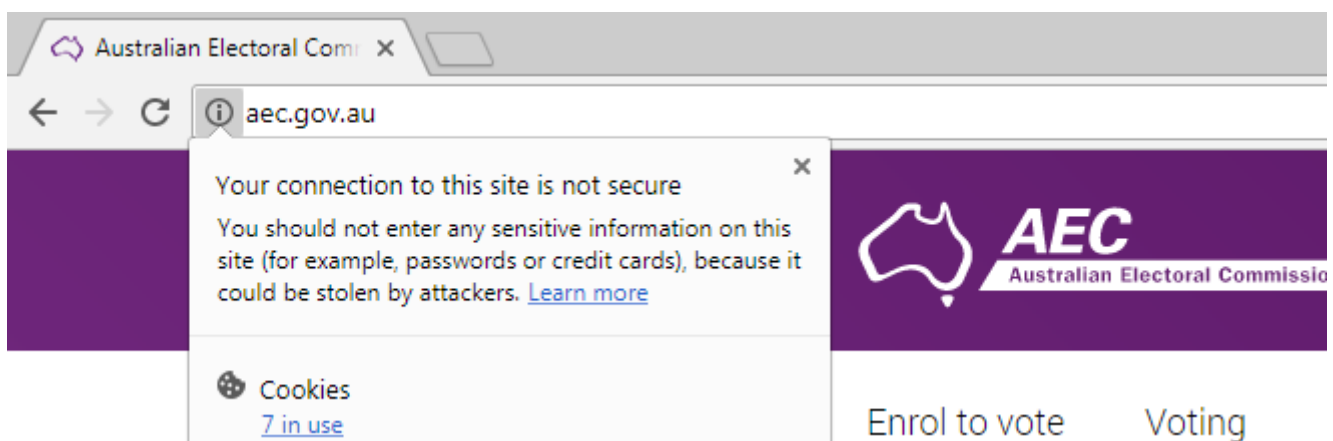 Australian Electoral Com
aec.gov.au
Your connection to this site is not secure
You should not enter any sensitive information on this
site (for example, passwords or credit cards), because it
could be stolen by attackers. Learn more
Cookies
7 in use
AEC
Australian Electoral Commissio
Enrol to vote Voting